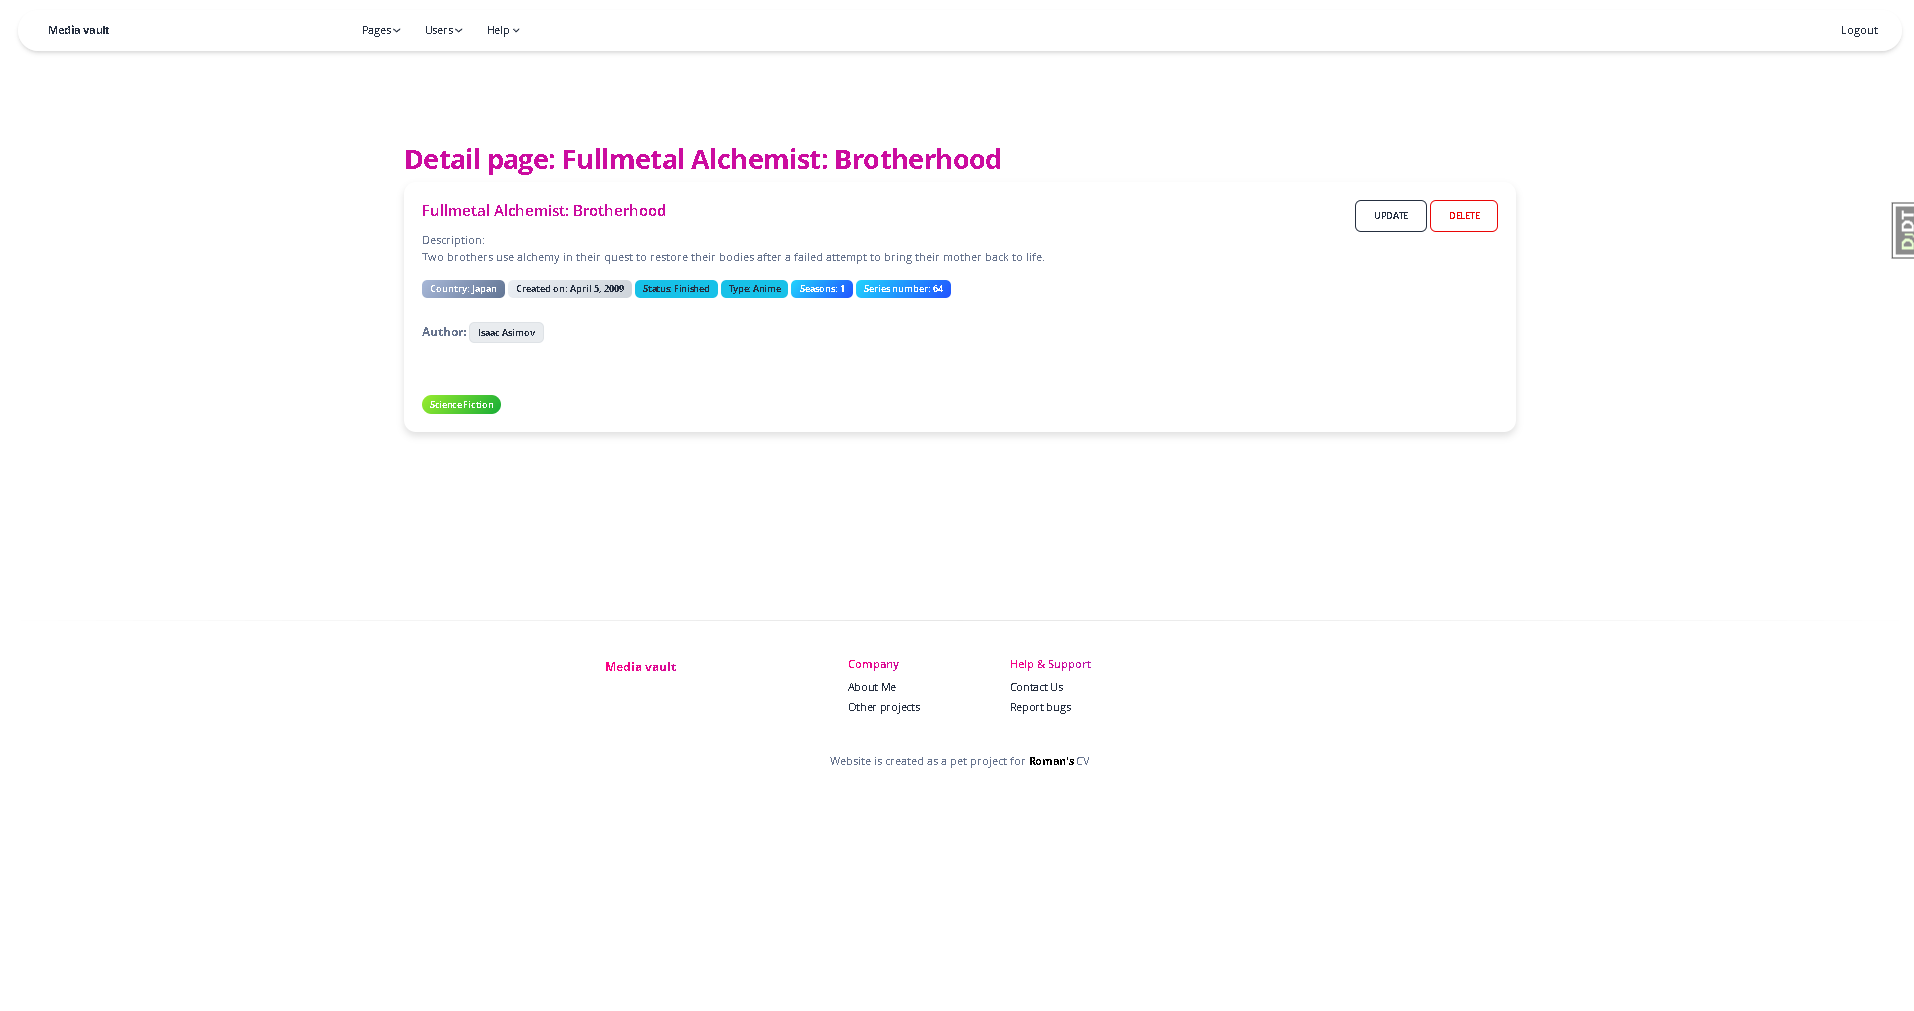 Media vault Pages Users Help Logout
Detail page: Fullmetal Alchemist: Brotherhood
Fullmetal Alchemist: Brotherhood UPDATE DELETE
Description:
Two brothers use alchemy in their quest to restore their bodies after a failed attempt to bring their mother back to life.
Country: Japan Created on: April 5, 2009 Status: Finished Type: Anime Seasons: 1 Series number: 64
Author: Isaac Asimov
Science Fiction
DJDT
Media vault Company Help & Support
About Me Contact Us
Other projects Report bugs
Website is created as a pet project for Roman's CV